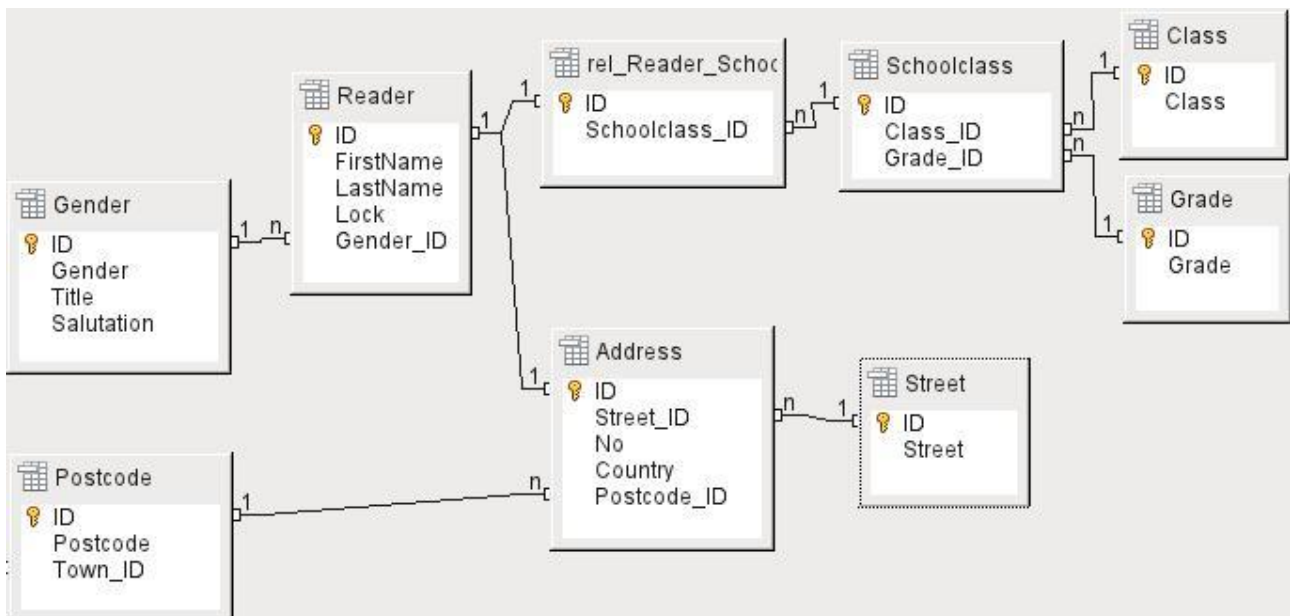 Gender
ID
Gender
Title
Salutation
1
n
Reader
ID
FirstName
LastName
Lock
Gender_ID
1
1
rel_Reader_Schoo
ID
Schoolclass_ID
n
1
Schoolclass
ID
Class_ID
Grade_ID
n
n
1
Class
ID
Class
1
Grade
ID
Grade
Postcode
ID
Postcode
Town_ID
1
n
1
Address
ID
Street_ID
No
Country
Postcode_ID
n
1
Street
ID
Street